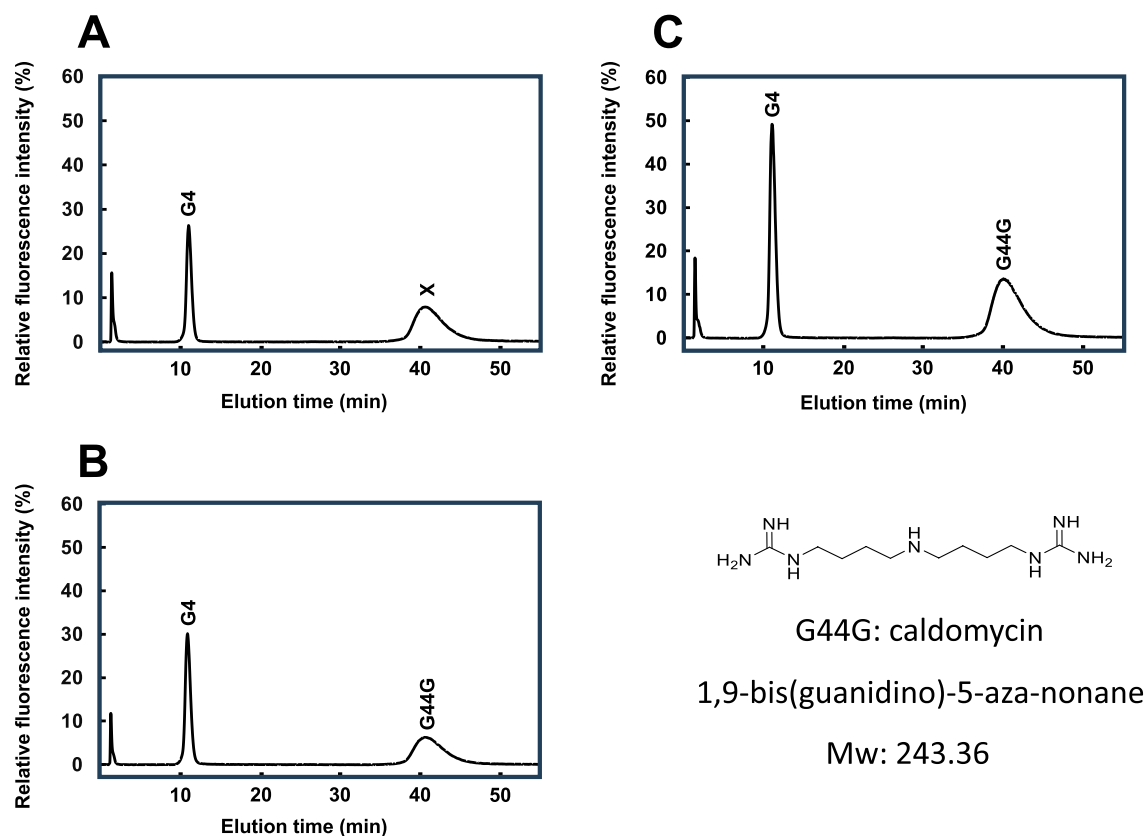 A
Relative fluorescence intensity (%)
60
50
40
30
20
10
0
G4
X
10 20 30 40 50
Elution time (min)
C
Relative fluorescence intensity (%)
60
50
40
30
20
10
0
G4
G44G
10 20 30 40 50
Elution time (min)
B
Relative fluorescence intensity (%)
60
50
40
30
20
10
0
G4
G44G
10 20 30 40 50
Elution time (min)
NH
H2N
N
H
H
N
NH
N
H
NH2
G44G: caldomycin
1,9-bis(guanidino)-5-aza-nonane
Mw: 243.36